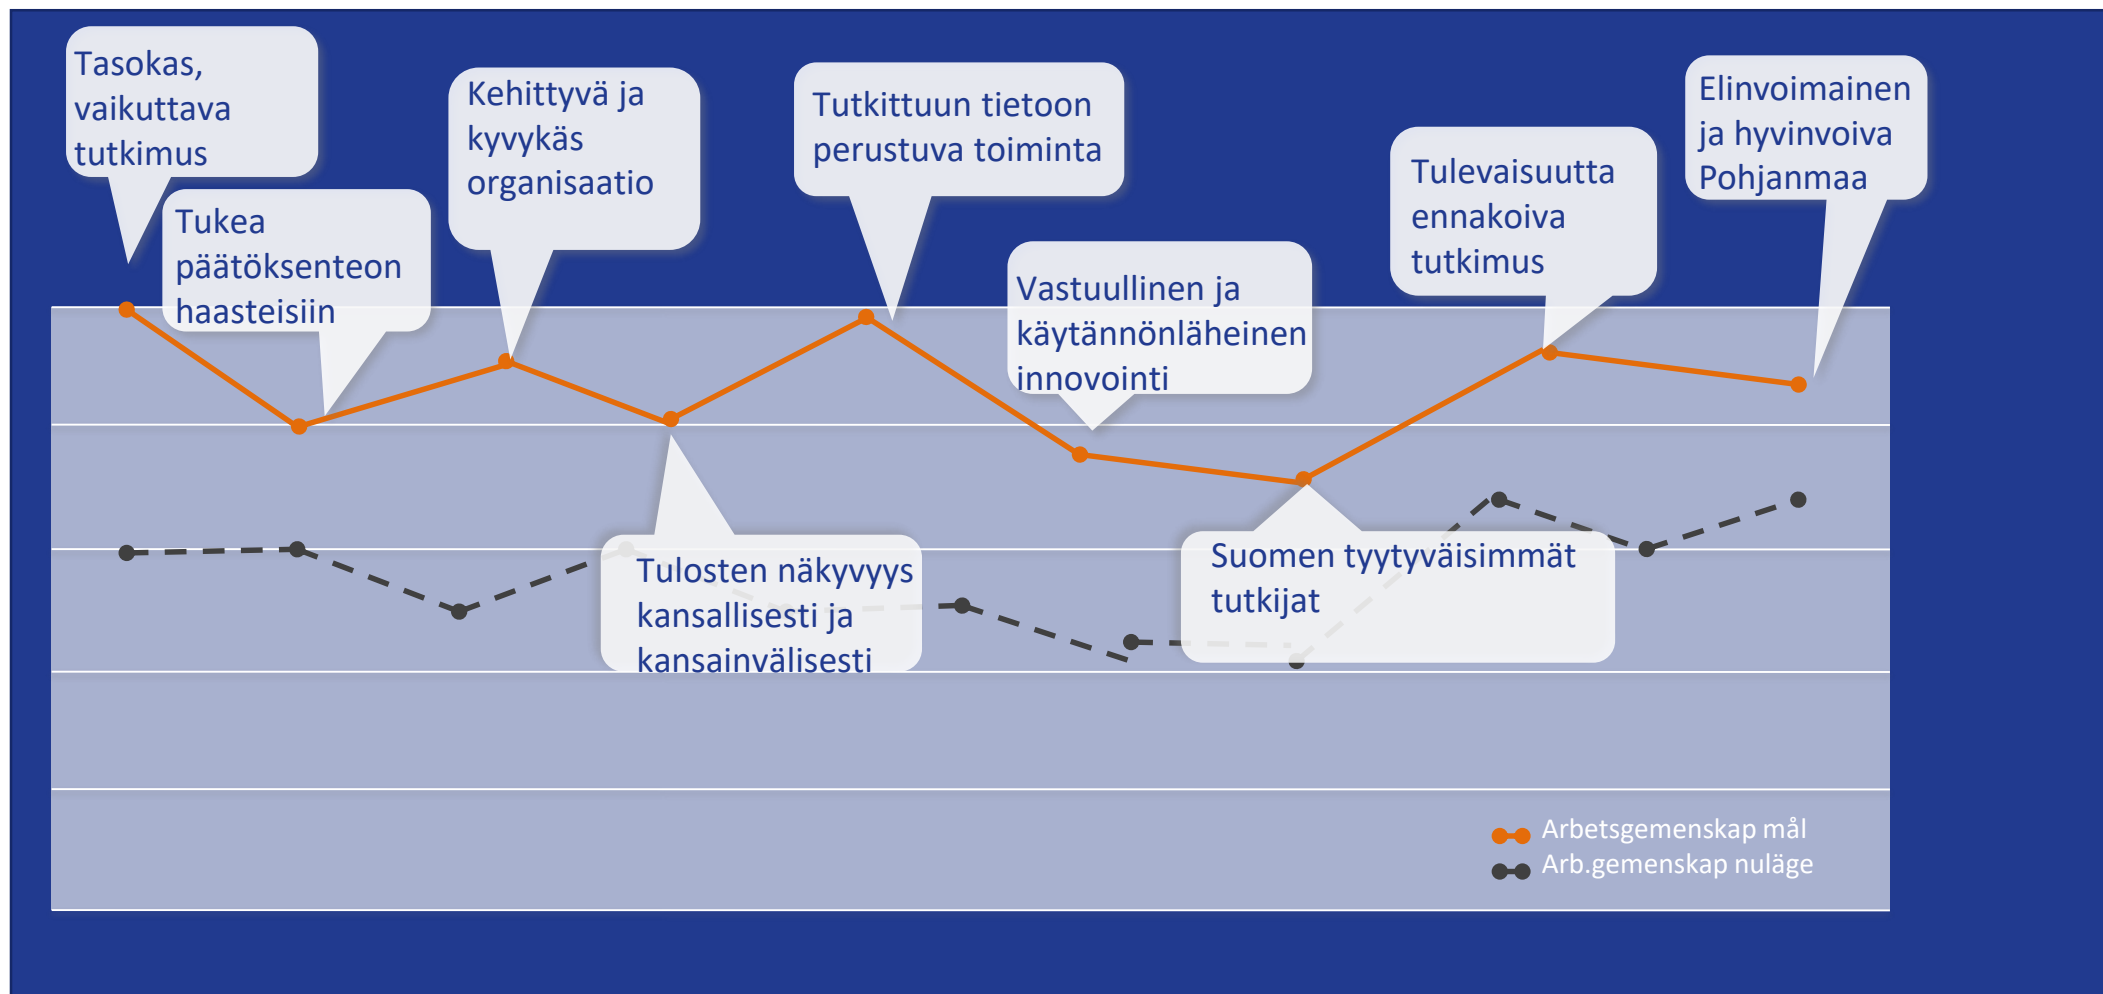 Tasokas,
vaikuttava
tutkimus
Tukea
päätöksenteon
haasteisiin
Kehittyvä ja
kyvykäs
organisaatio
Tulosten näkyvyys
kansallisesti ja
kansainvälisesti
Tutkittuun tietoon
perustuva toiminta
Vastuullinen ja
käytännönläheinen
innovointi
Suomen tyytyväisimmät
tutkijat
Tulevaisuutta
ennakoiva
tutkimus
Elinvoimainen
ja hyvinvoiva
Pohjanmaa
Arbetsgemenskap mål
Arb.gemenskap nuläge